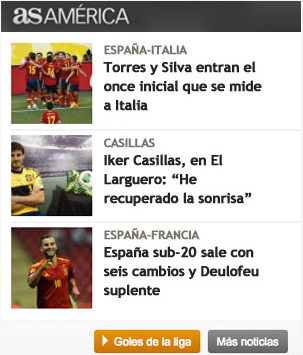 as AMÉRICA
ESPAÑA-ITALIA
Torres y Silva entran el
once inicial que se mide
a Italia
CASILLAS
Iker Casillas, en El
Larguero: “He
recuperado la sonrisa”
ESPAÑA-FRANCIA
España sub-20 sale con
seis cambios y Deulofeu
suplente
Goles de la liga
Más noticias